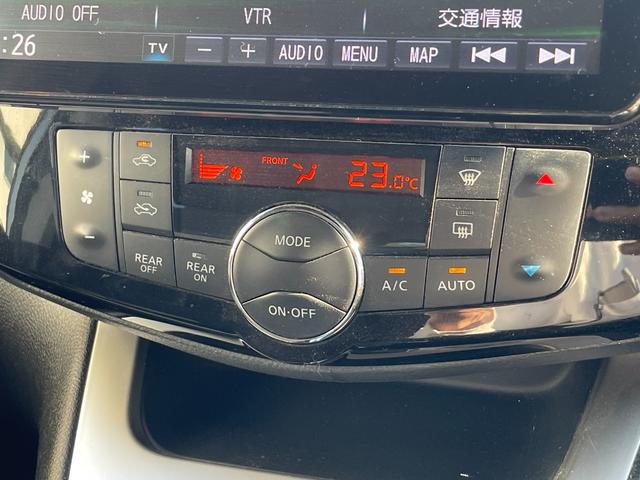 AUDIO OFF VTR 交通情報
:26 TV − + AUDIO MENU MAP
FRONT 23.0℃
+
−
MODE
REAR OFF
REAR ON
A/C
AUTO
ON·OFF